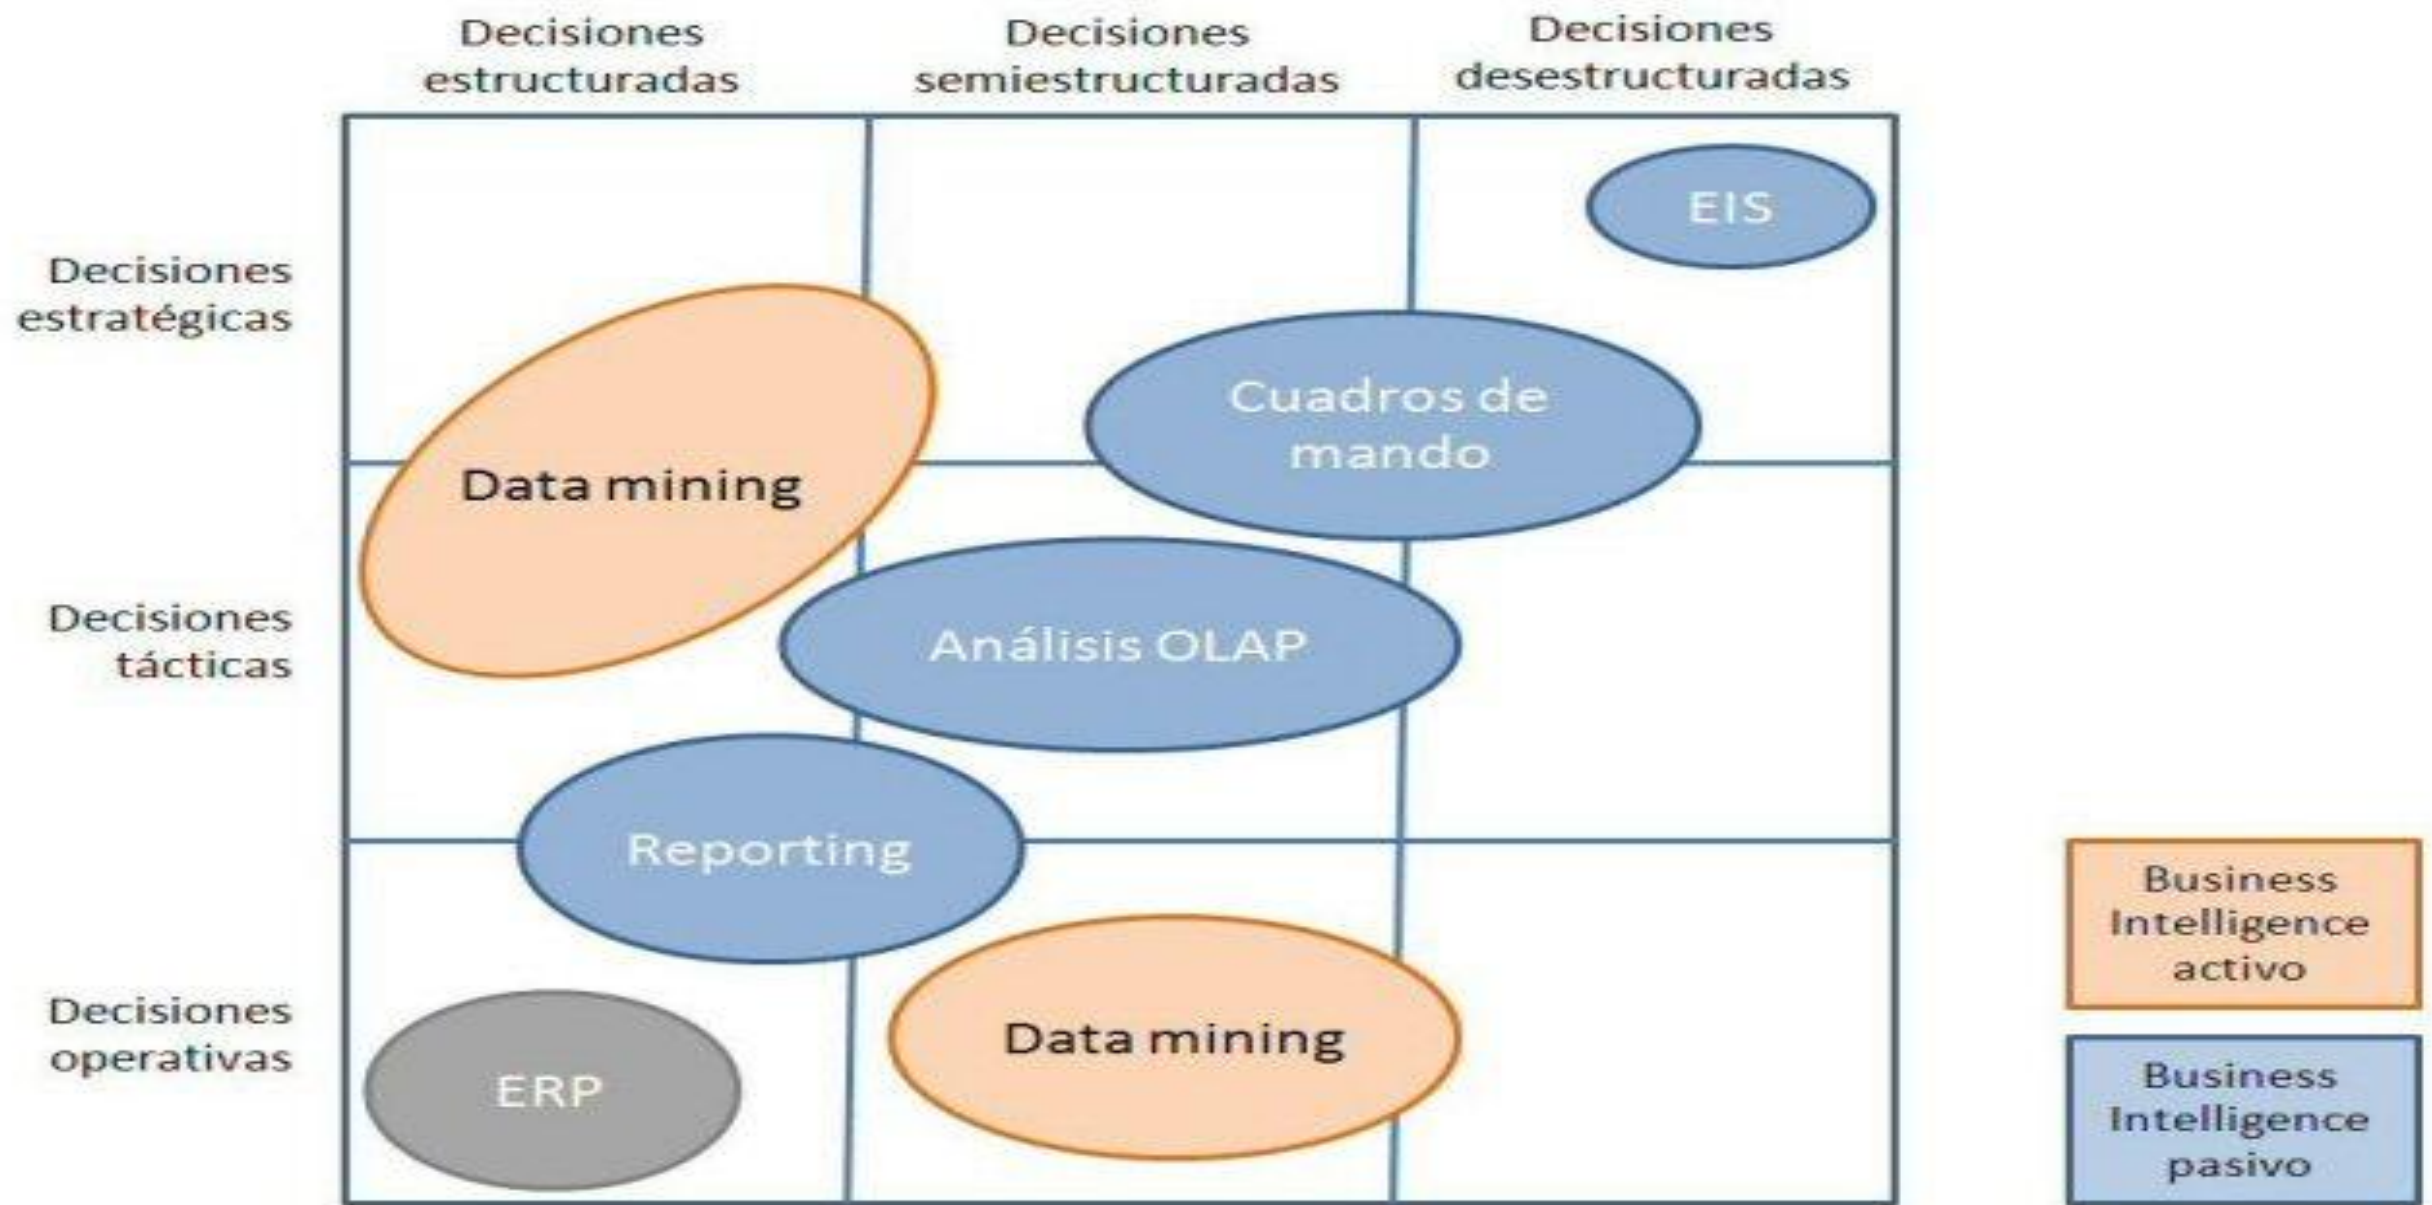 Decisiones
estructuradas
Decisiones
semiestructuradas
Decisiones
desestructuradas
EIS
Decisiones
estratégicas
Cuadros de
mando
Data mining
Decisiones
tácticas
Análisis OLAP
Reporting
Decisiones
operativas
ERP
Data mining
Business
Intelligence
activo
Business
Intelligence
pasivo